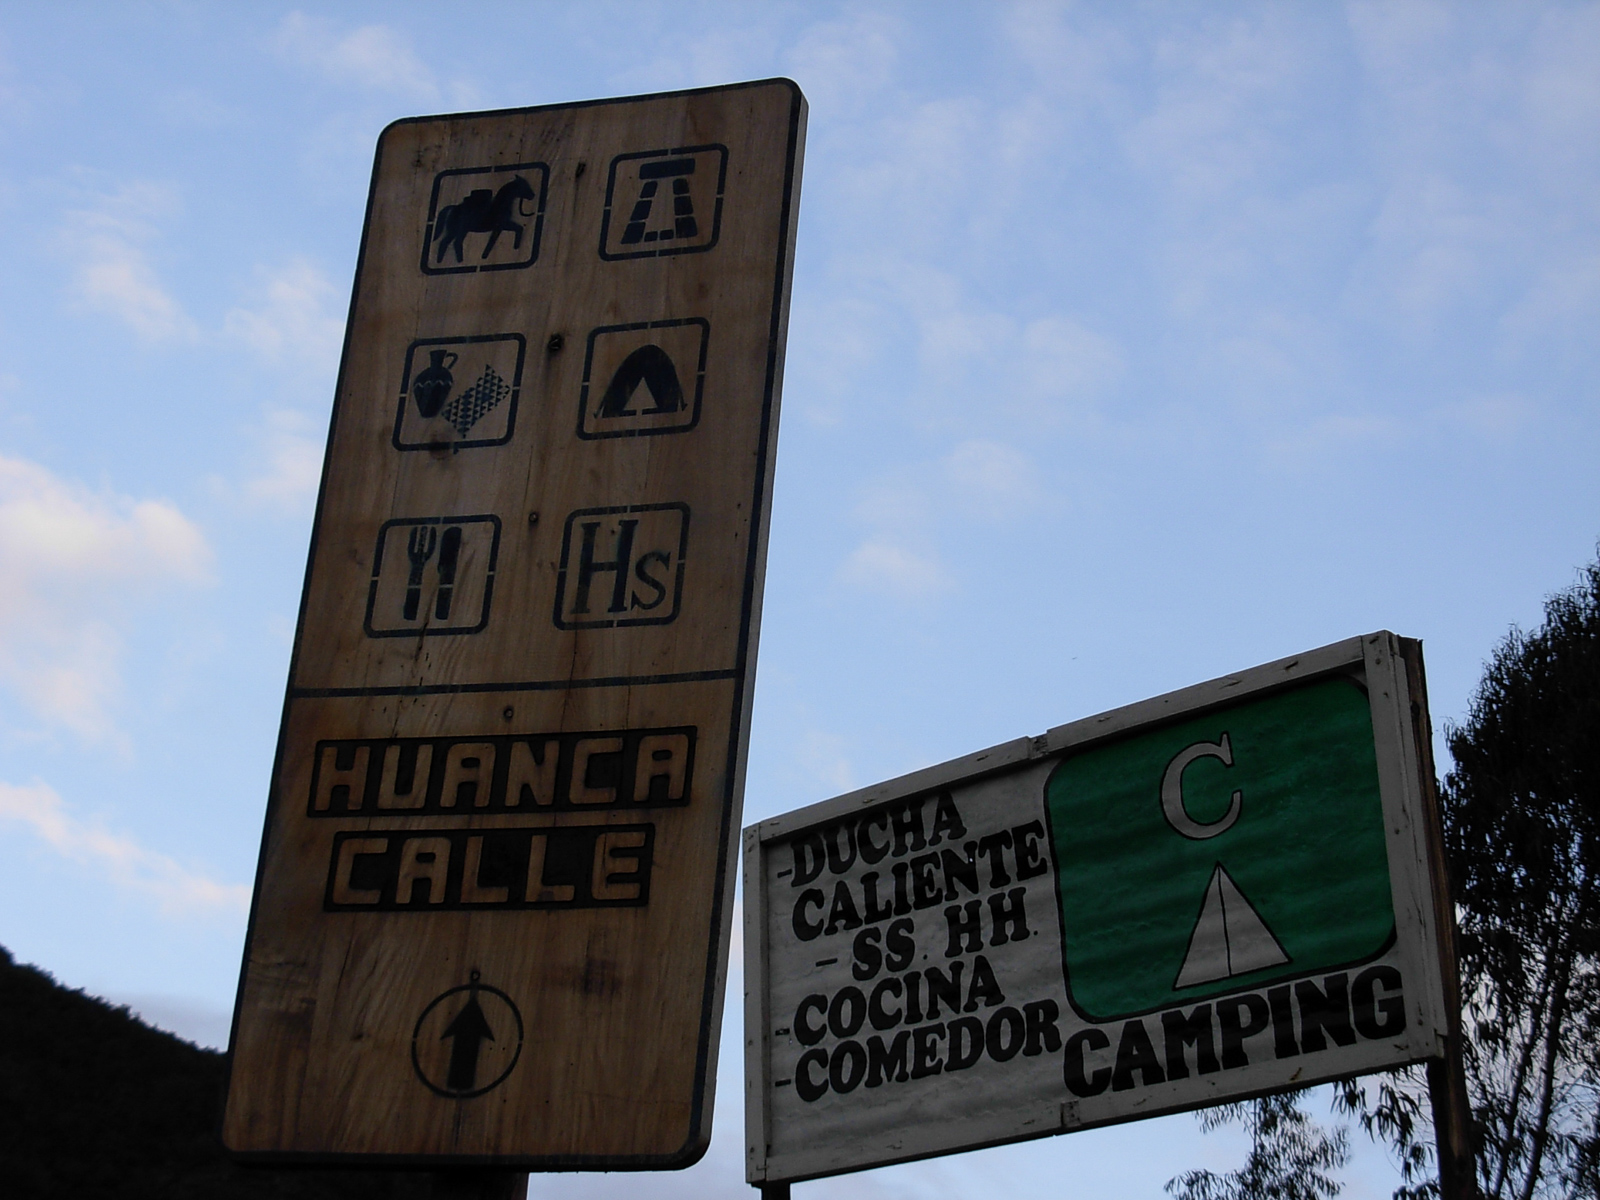 Hs
HUANCA
CALLE
-DUCHA
CALIENTE
- SS. HH.
-COCINA
-COMEDOR
C
CAMPING